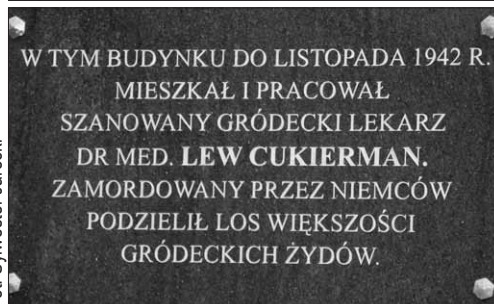 W TYM BUDYNKU DO LISTOPADA 1942 R.
MIESZKAŁ I PRACOWAŁ
SZANOWANY GRÓDECKI LEKARZ
DR MED. LEW CUKIERMAN.
ZAMORDOWANY PRZEZ NIEMCÓW
PODZIELIŁ LOS WIĘKSZOŚCI
GRÓDECKICH ŻYDÓW.